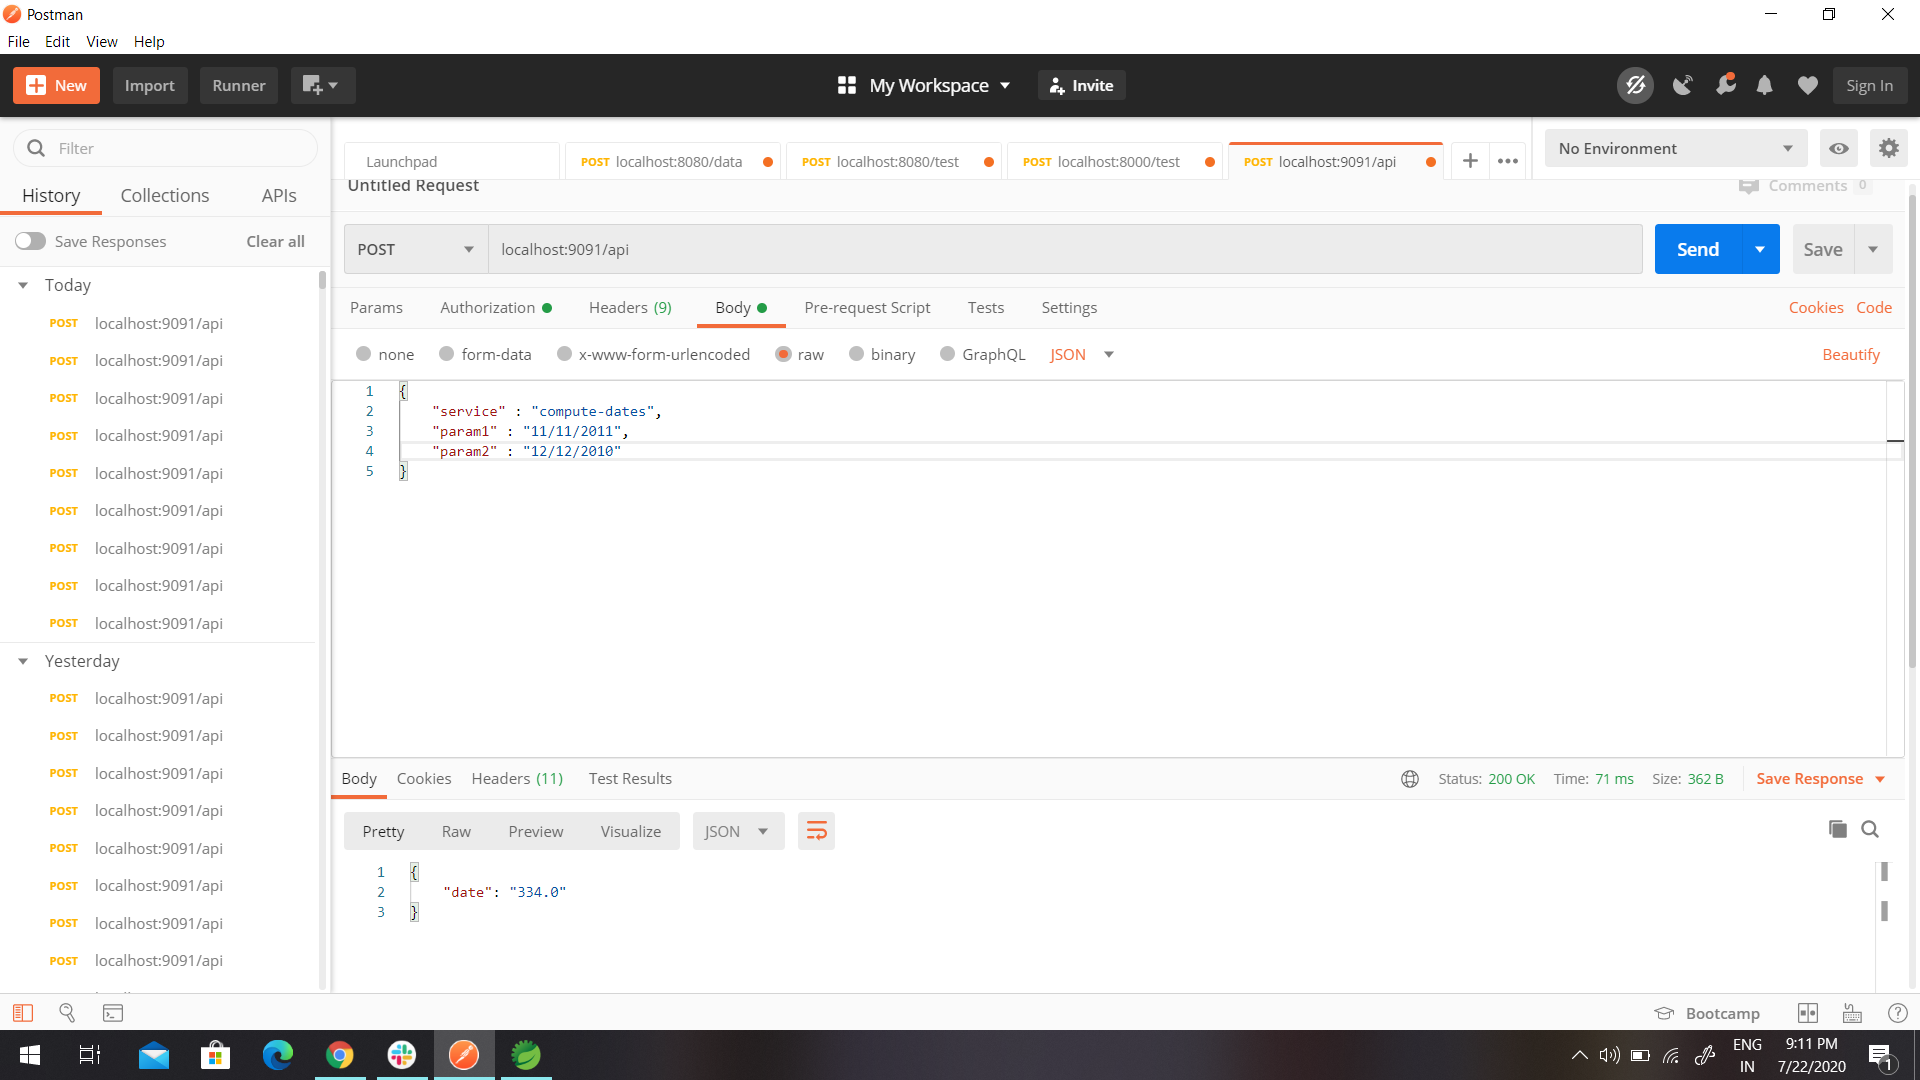 Postman
File Edit View Help
New Import Runner My Workspace Invite Sign In
Filter
History Collections APIs
Save Responses Clear all
Today
POST localhost:9091/api
POST localhost:9091/api
POST localhost:9091/api
POST localhost:9091/api
POST localhost:9091/api
POST localhost:9091/api
POST localhost:9091/api
POST localhost:9091/api
POST localhost:9091/api
Yesterday
POST localhost:9091/api
POST localhost:9091/api
POST localhost:9091/api
POST localhost:9091/api
POST localhost:9091/api
POST localhost:9091/api
POST localhost:9091/api
POST localhost:9091/api
Launchpad POST localhost:8080/data POST localhost:8080/test POST localhost:8000/test POST localhost:9091/api No Environment
Untitled Request Comments 0
POST localhost:9091/api Send Save
Params Authorization Headers (9) Body Pre-request Script Tests Settings Cookies Code
none form-data x-www-form-urlencoded raw binary GraphQL JSON Beautify
1 {
2 "service" : "compute-dates",
3 "param1" : "11/11/2011",
4 "param2" : "12/12/2010"
5 }
Body Cookies Headers (11) Test Results Status: 200 OK Time: 71 ms Size: 362 B Save Response
Pretty Raw Preview Visualize JSON
1 {
2 "date": "334.0"
3 }
Bootcamp
ENG 9:11 PM
IN 7/22/2020 1